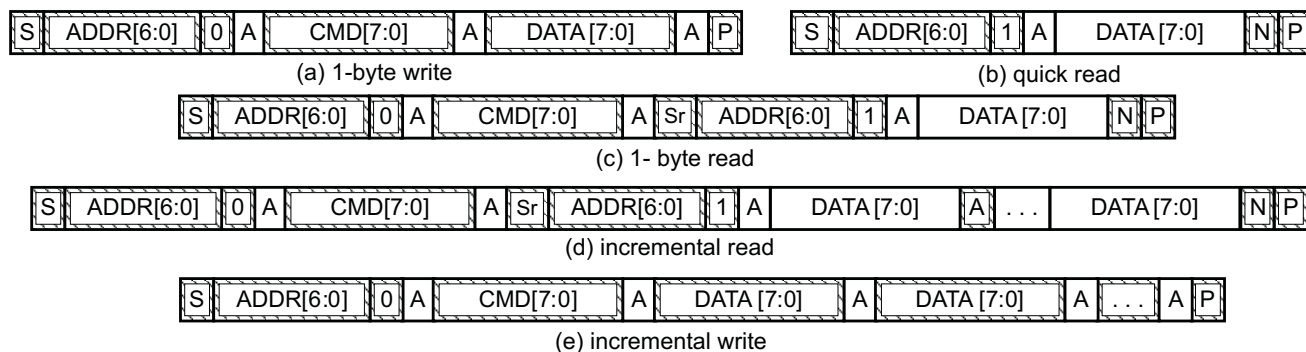 S ADDR[6:0] 0 A CMD[7:0] A DATA [7:0] A P
(a) 1-byte write
S ADDR[6:0] 1 A DATA [7:0] N P
(b) quick read
S ADDR[6:0] 0 A CMD[7:0] A Sr ADDR[6:0] 1 A DATA [7:0] N P
(c) 1- byte read
S ADDR[6:0] 0 A CMD[7:0] A Sr ADDR[6:0] 1 A DATA [7:0] A . . . DATA [7:0] N P
(d) incremental read
S ADDR[6:0] 0 A CMD[7:0] A DATA [7:0] A DATA [7:0] A . . . A P
(e) incremental write